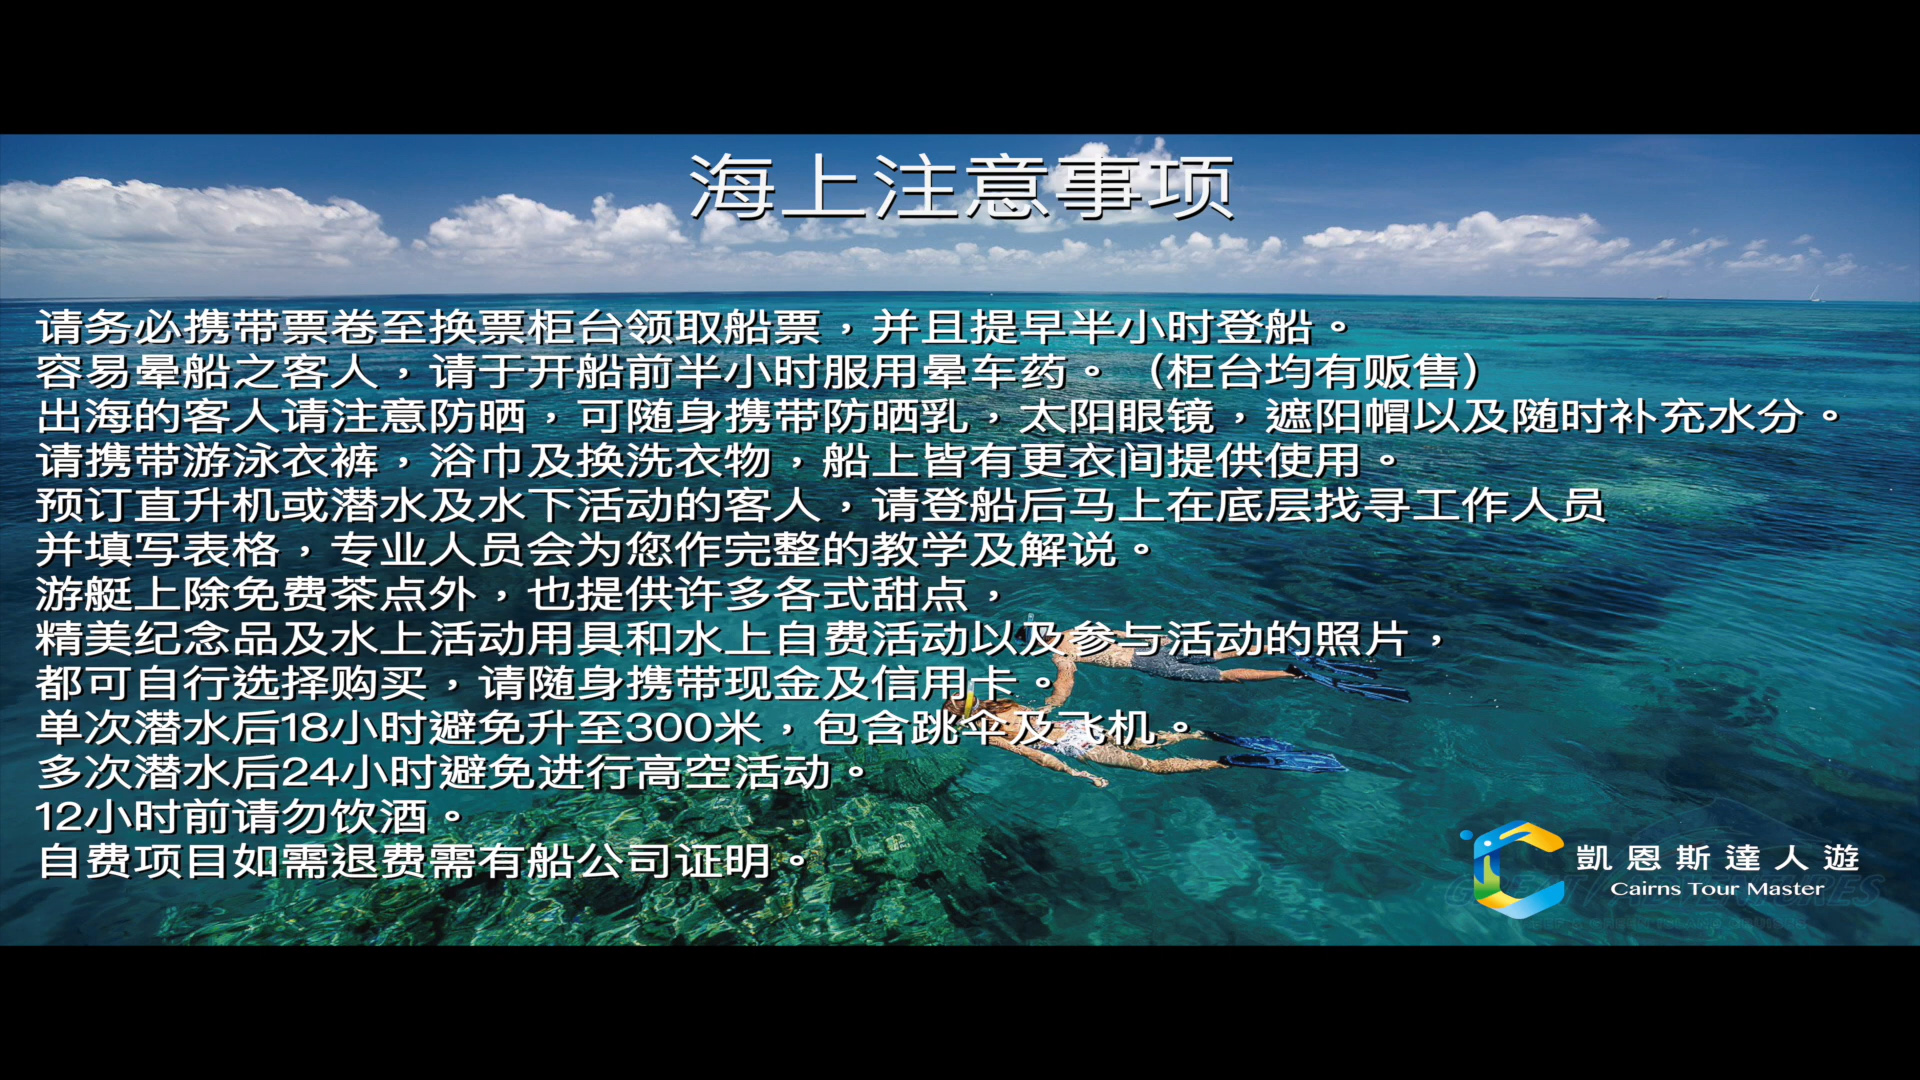 海上注意事项
请务必携带票卷至换票柜台领取船票，并且提早半小时登船。
容易晕船之客人，请于开船前半小时服用晕车药。（柜台均有贩售）
出海的客人请注意防晒，可随身携带防晒乳，太阳眼镜，遮阳帽以及随时补充水分。
请携带游泳衣裤，浴巾及换洗衣物，船上皆有更衣间提供使用。
预订直升机或潜水及水下活动的客人，请登船后马上在底层找寻工作人员
并填写表格，专业人员会为您作完整的教学及解说。
游艇上除免费茶点外，也提供许多各式甜点，
精美纪念品及水上活动用具和水上自费活动以及参与活动的照片，
都可自行选择购买，请随身携带现金及信用卡。
单次潜水后18小时避免升至300米，包含跳伞及飞机。
多次潜水后24小时避免进行高空活动。
12小时前请勿饮酒。
自费项目如需退费需有船公司证明。
凱恩斯達人遊
Cairns Tour Master